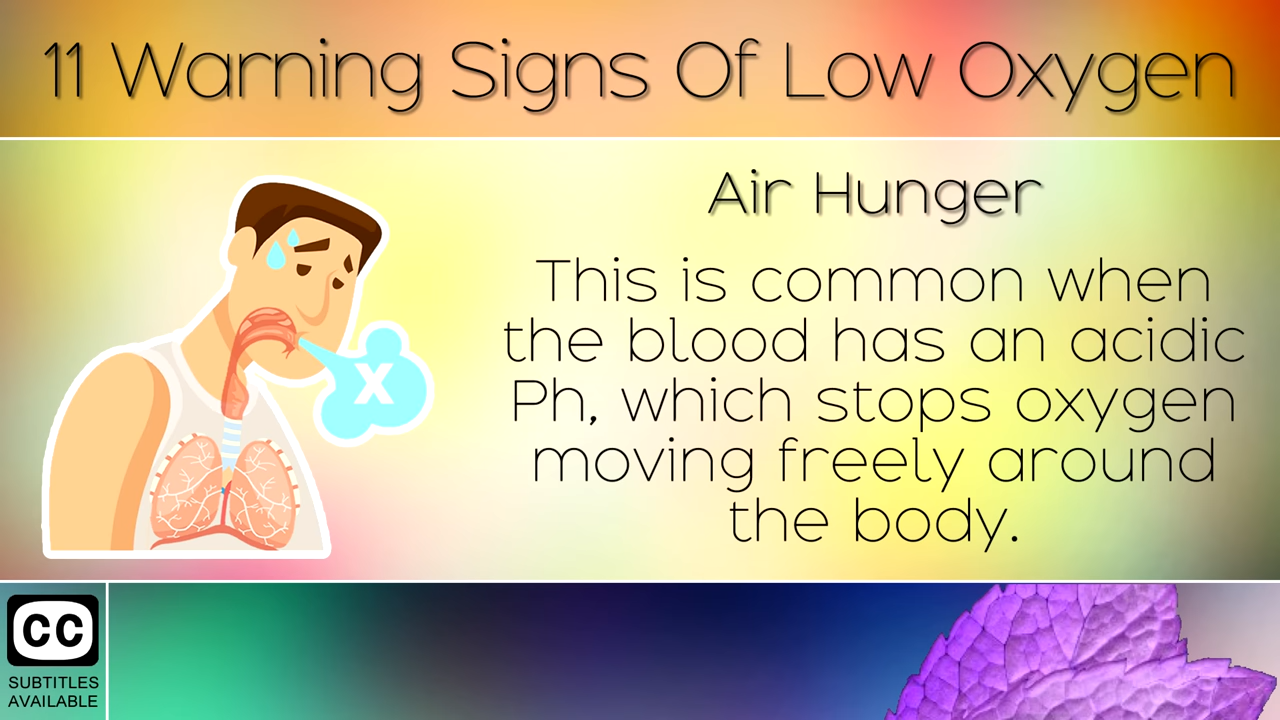 11 Warning Signs Of Low Oxygen
Air Hunger
This is common when
the blood has an acidic
Ph, which stops oxygen
moving freely around
the body.
X
CC
SUBTITLES
AVAILABLE